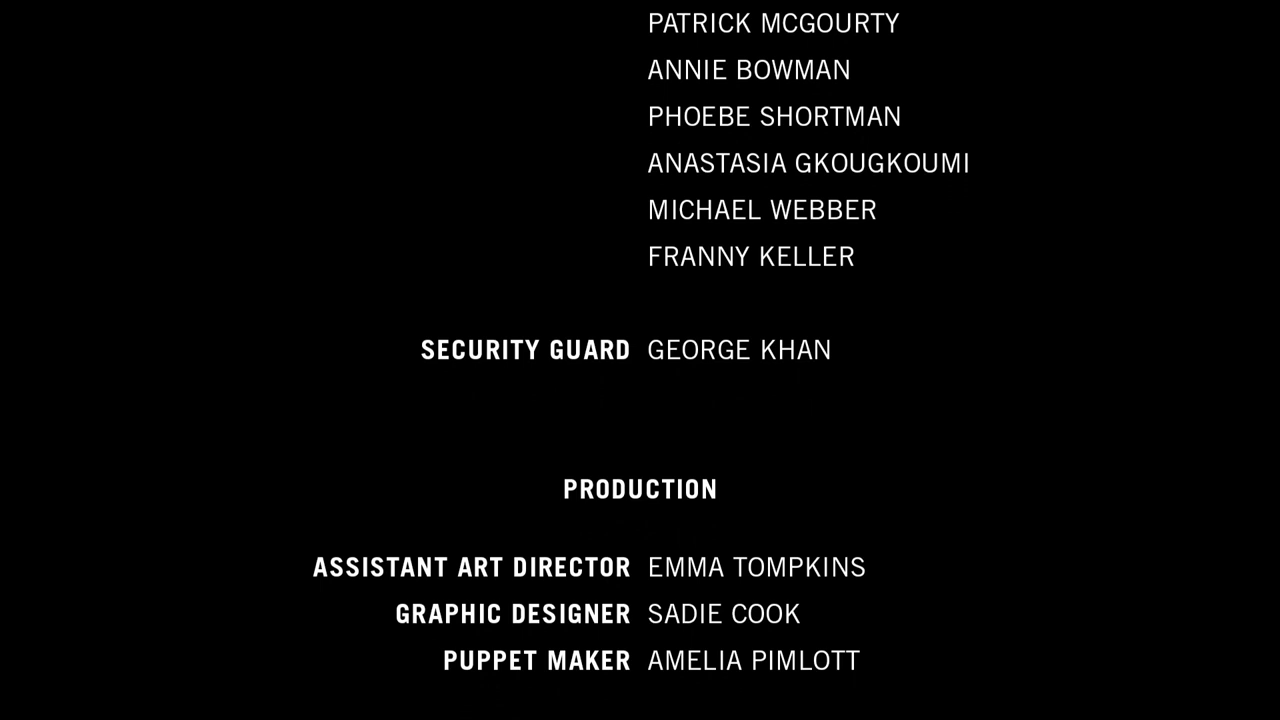 PATRICK MCGOURTY
ANNIE BOWMAN
PHOEBE SHORTMAN
ANASTASIA GKOUGKOUMI
MICHAEL WEBBER
FRANNY KELLER
SECURITY GUARD GEORGE KHAN
PRODUCTION
ASSISTANT ART DIRECTOR EMMA TOMPKINS
GRAPHIC DESIGNER SADIE COOK
PUPPET MAKER AMELIA PIMLOTT